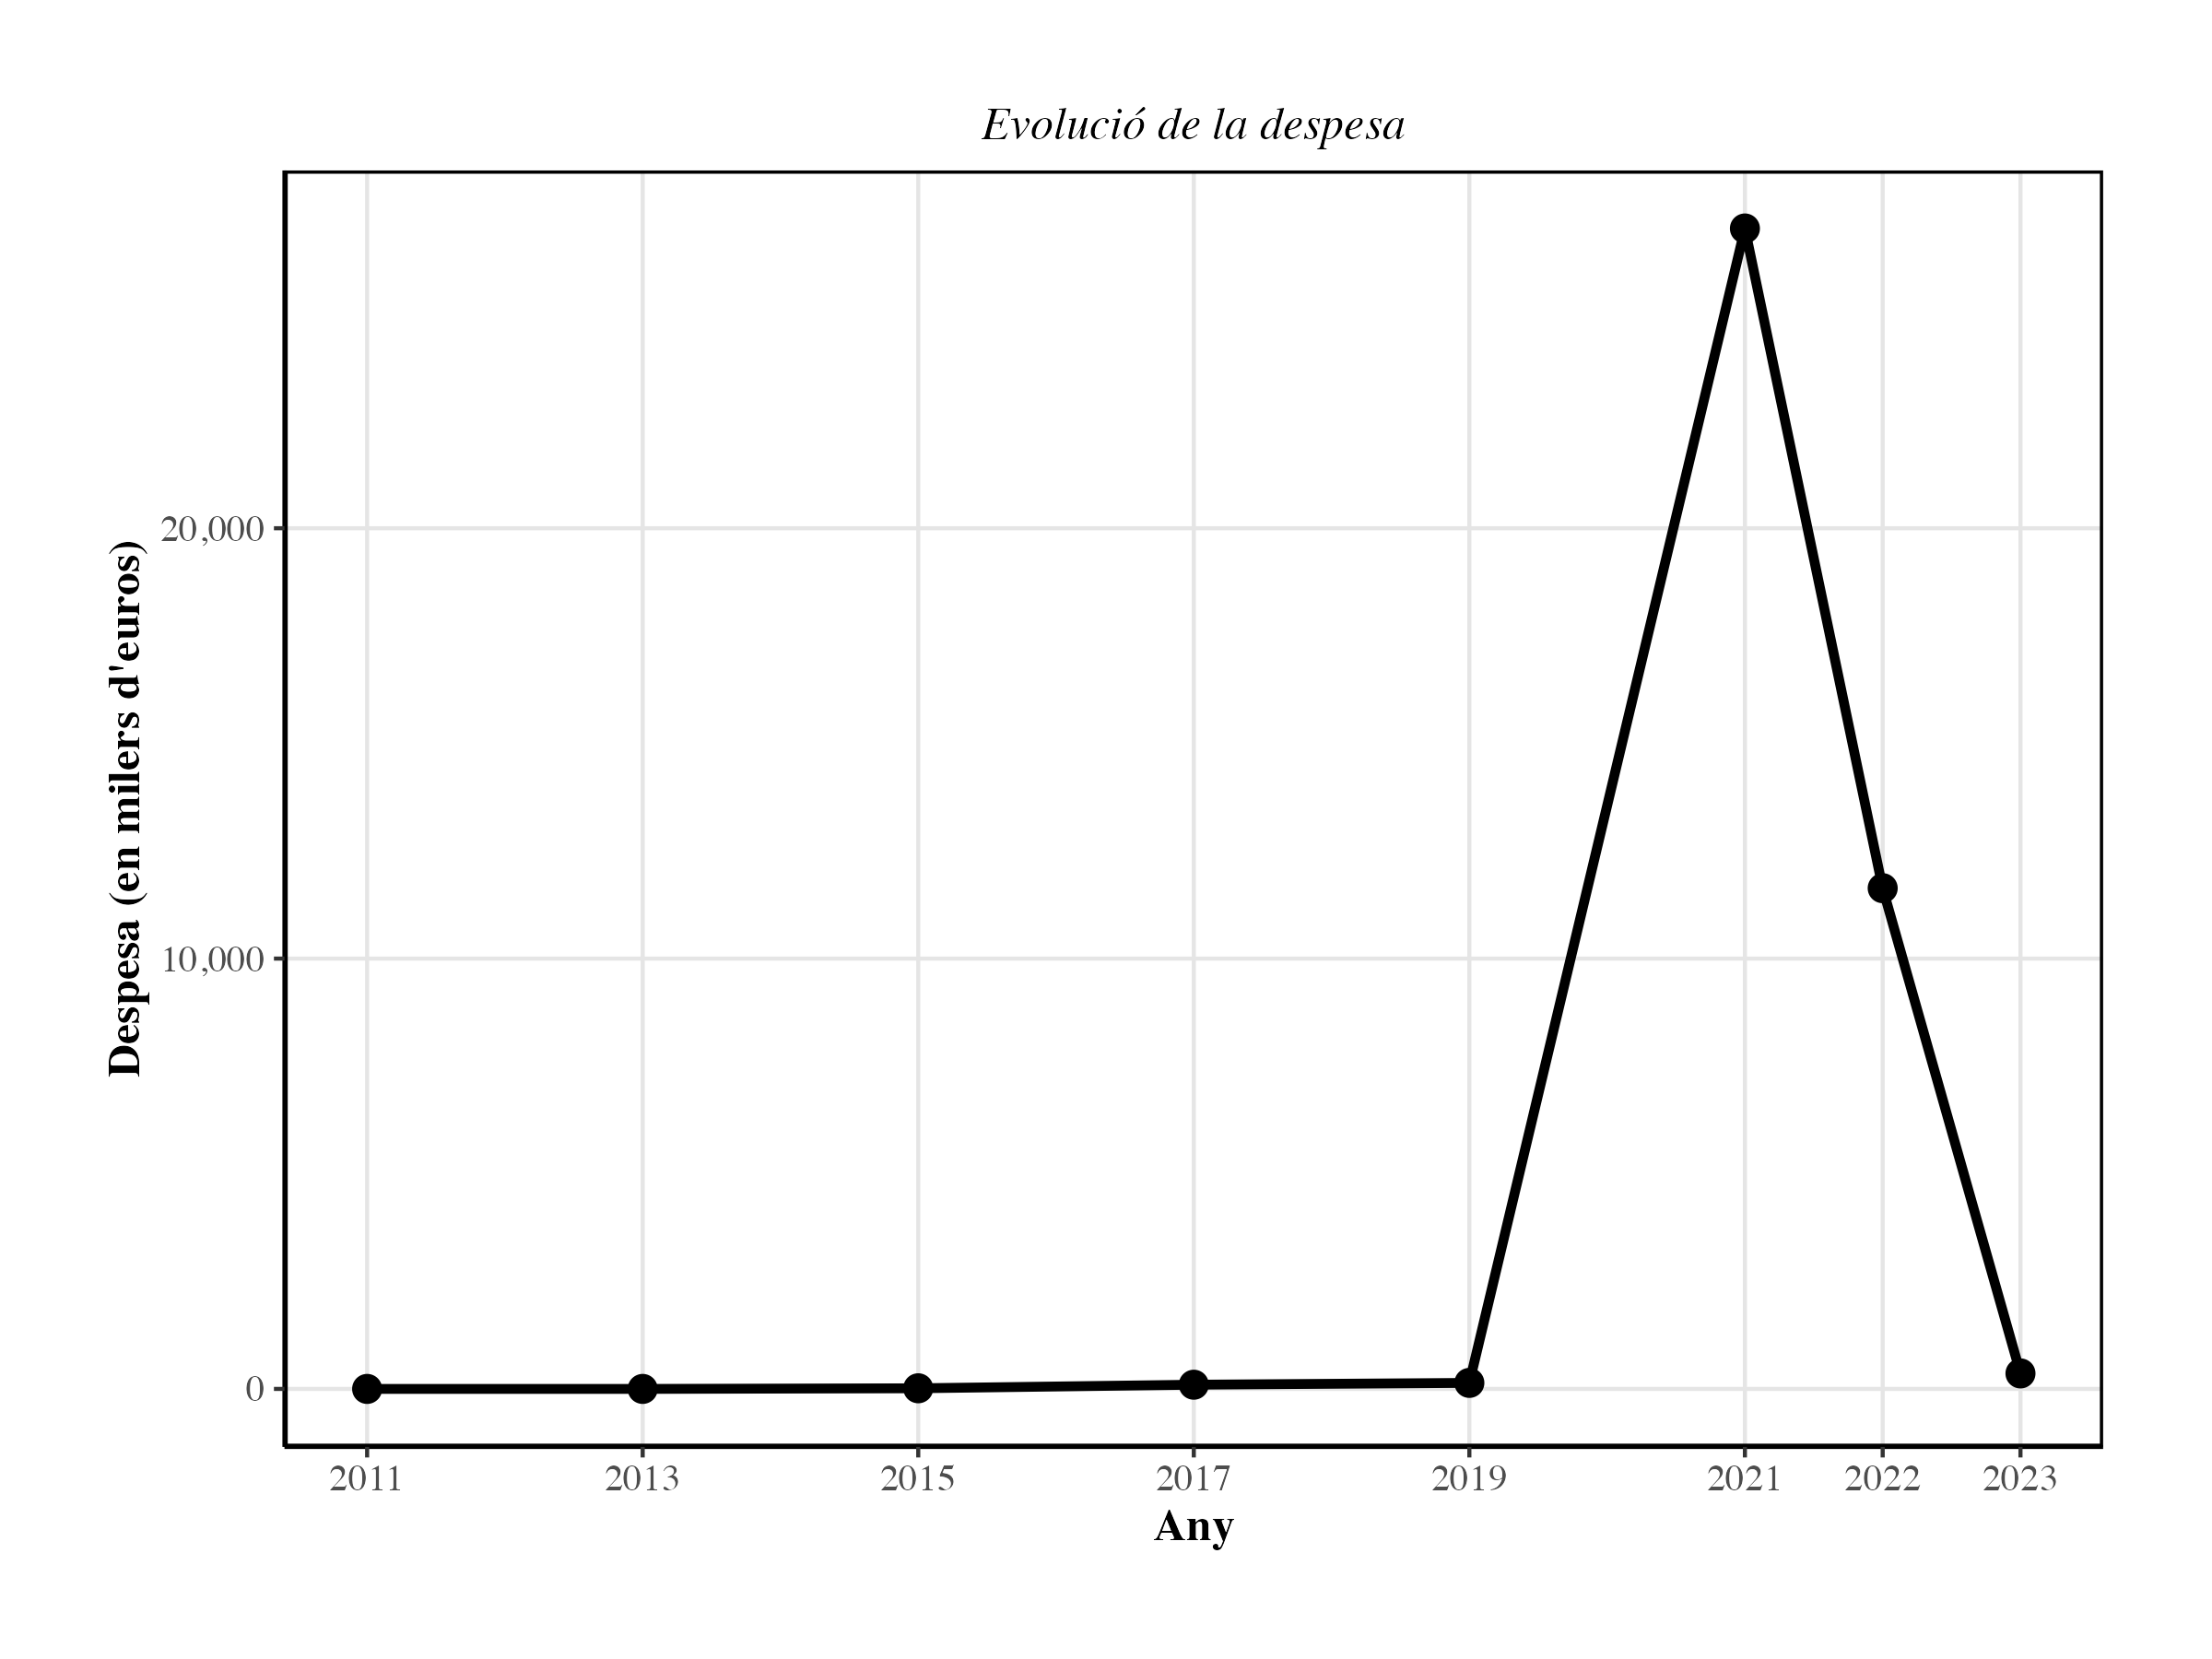 Evolució de la despesa
Despesa (en milers d'euros)
20,000
10,000
0
2011 2013 2015 2017 2019 2021 2022 2023
Any